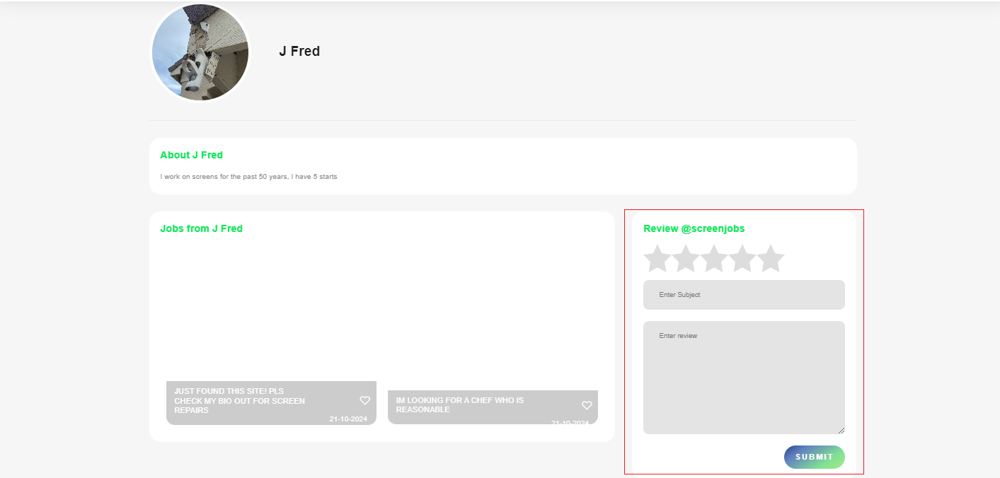 J Fred
About J Fred
I work on screens for the past 50 years, I have 5 starts
Jobs from J Fred
JUST FOUND THIS SITE! PLS
CHECK MY BIO OUT FOR SCREEN
REPAIRS
21-10-2024
IM LOOKING FOR A CHEF WHO IS
REASONABLE
21-10-2024
Review @screenjobs
Enter Subject
Enter review
SUBMIT